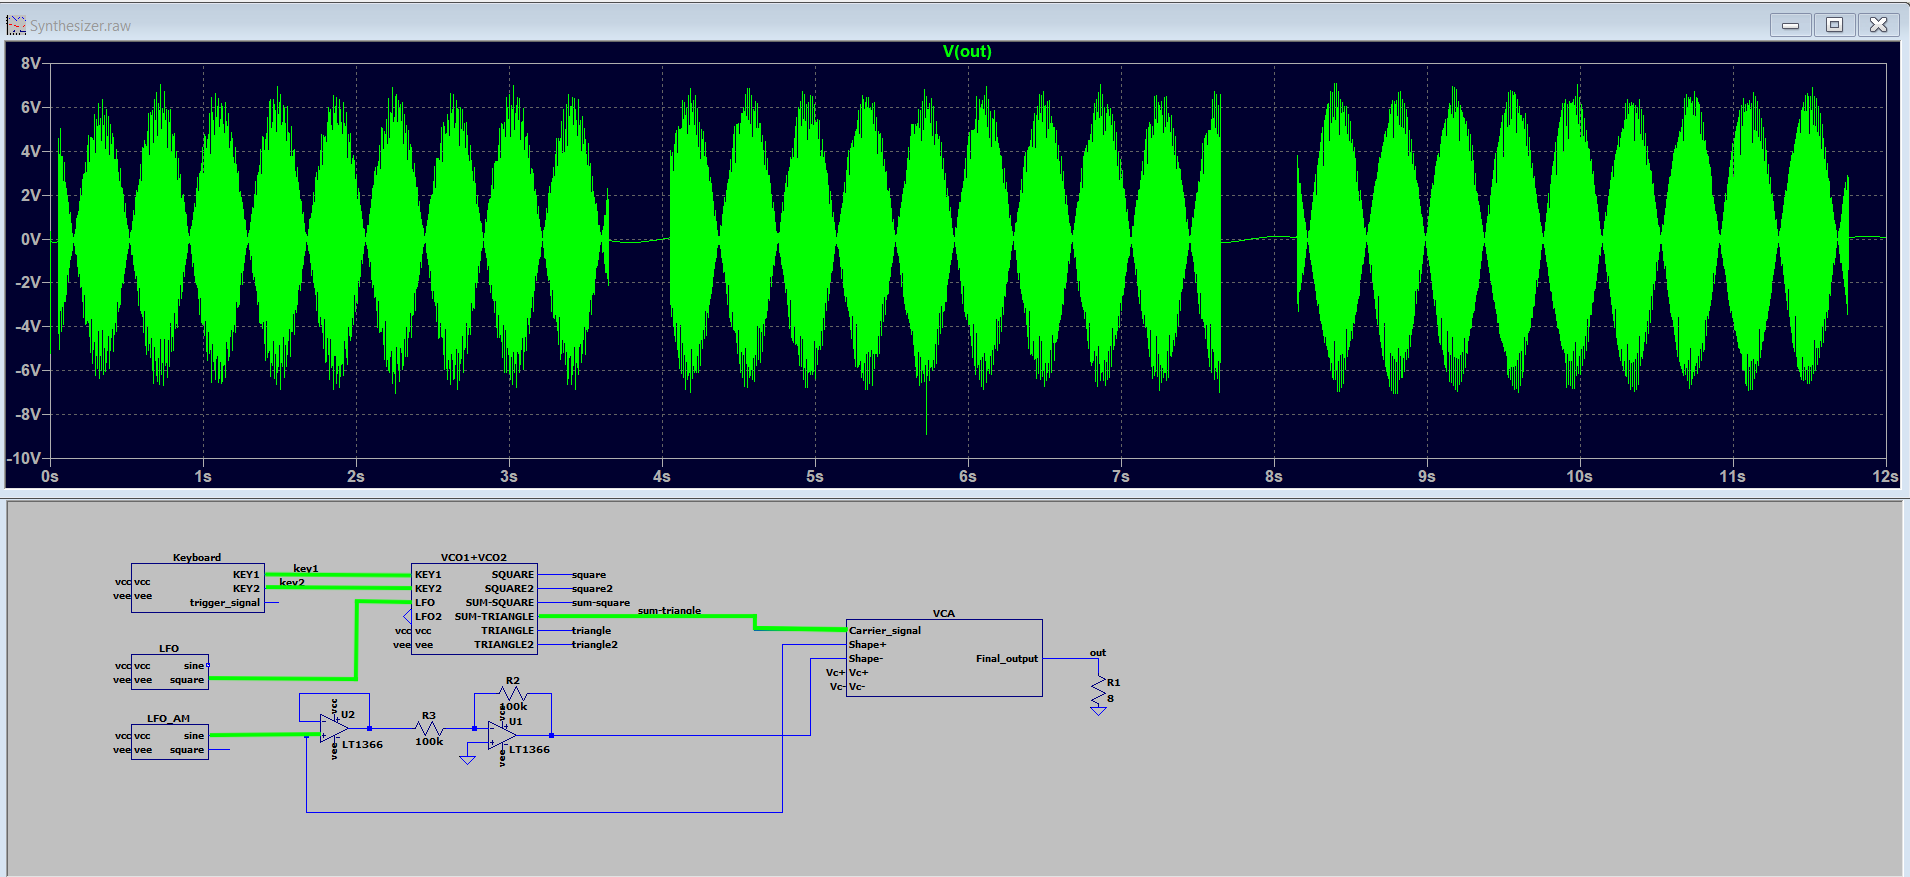 Synthesizer.raw
V(out)
8V
6V
4V
2V
0V
-2V
-4V
-6V
-8V
-10V
0s 1s 2s 3s 4s 5s 6s 7s 8s 9s 10s 11s 12s
Keyboard
vcc vcc
vee vee
KEY1
KEY2
trigger_signal
key1
key2
VCO1+VCO2
KEY1
KEY2
LFO
LFO2
vcc vcc
vee vee
SQUARE
SQUARE2
SUM-SQUARE
SUM-TRIANGLE
TRIANGLE
TRIANGLE2
square
square2
sum-square
sum-triangle
triangle
triangle2
VCA
Carrier_signal
Shape+
Shape-
Vc+ Vc+
Vc- Vc-
Final_output
out
R1
8
LFO
vcc vcc
vee vee
sine
square
LFO_AM
vcc vcc
vee vee
sine
square
vcc
U2
LT1366
vee
R3
100k
R2
100k
vcc
U1
LT1366
vee